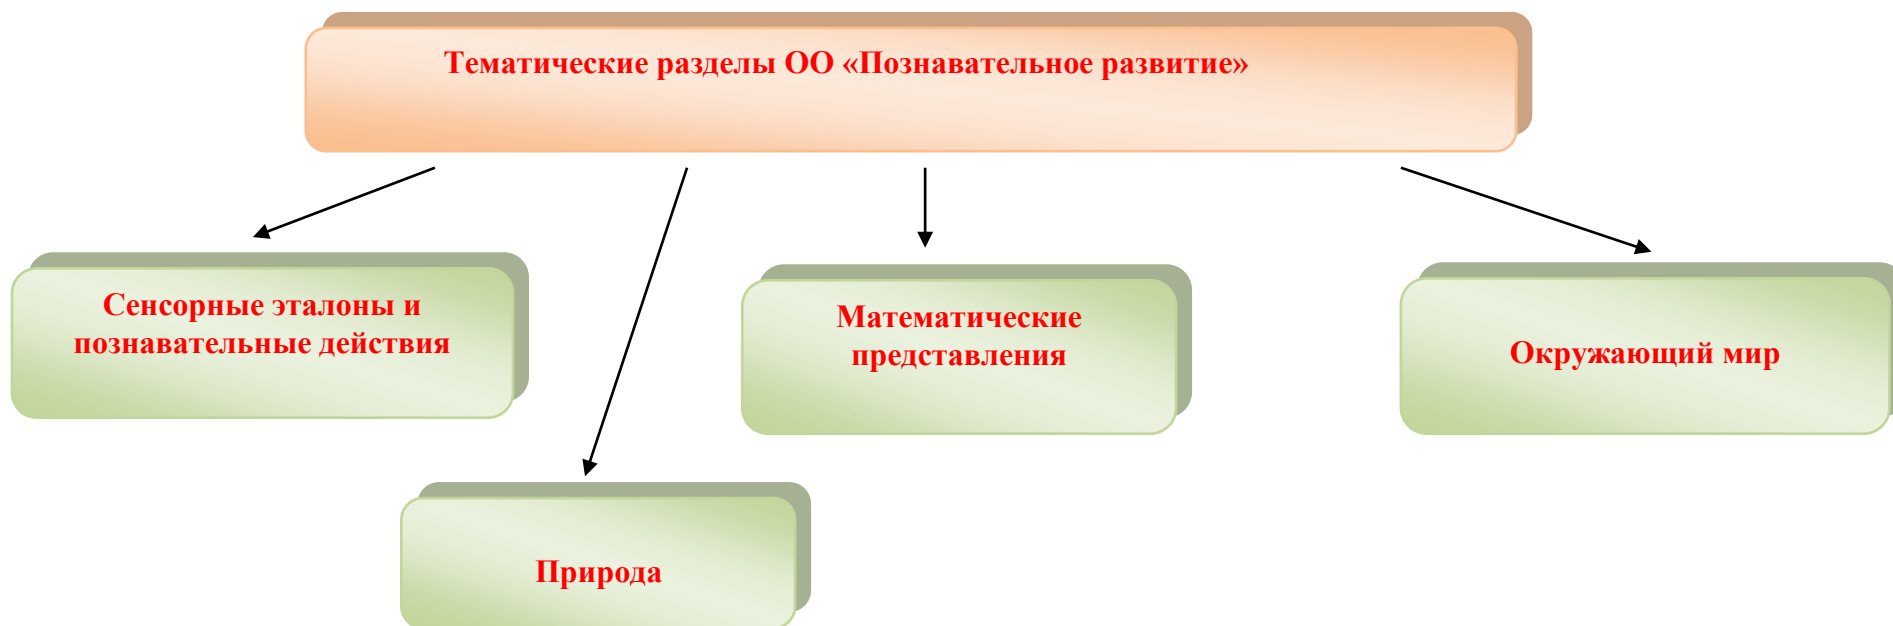 Тематические разделы ОО «Познавательное развитие»
Сенсорные эталоны и
познавательные действия
Математические
представления
Окружающий мир
Природа